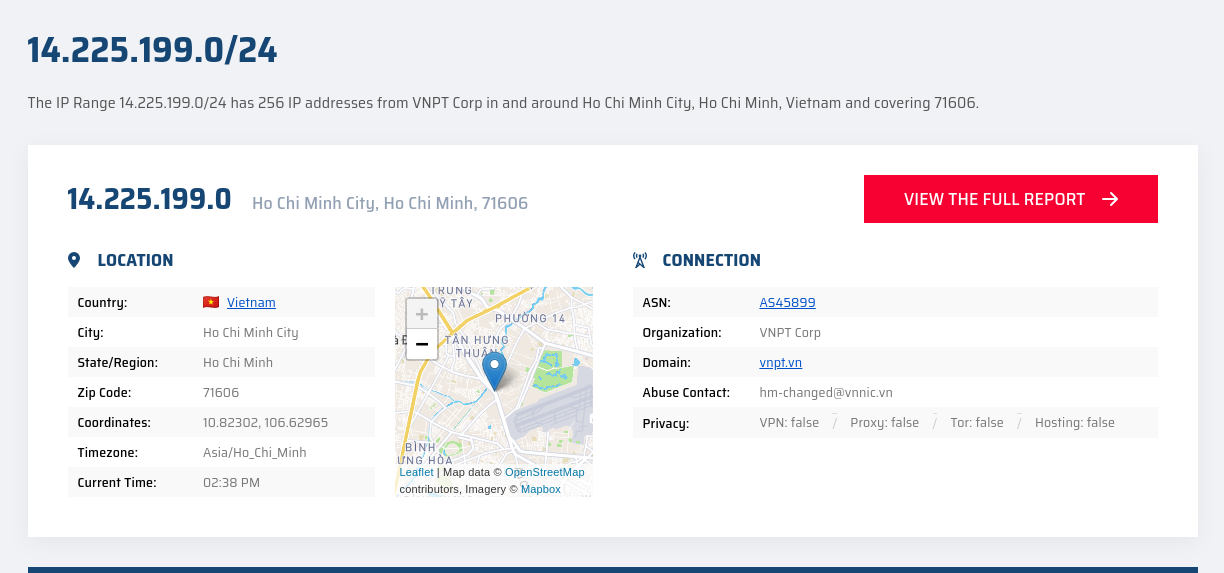 14.225.199.0/24
The IP Range 14.225.199.0/24 has 256 IP addresses from VNPT Corp in and around Ho Chi Minh City, Ho Chi Minh, Vietnam and covering 71606.
14.225.199.0 Ho Chi Minh City, Ho Chi Minh, 71606
VIEW THE FULL REPORT
LOCATION
Country: Vietnam
City: Ho Chi Minh City
State/Region: Ho Chi Minh
Zip Code: 71606
Coordinates: 10.82302, 106.62965
Timezone: Asia/Ho_Chi_Minh
Current Time: 02:38 PM
TRUNG
MỸ TÂY
PHƯỜNG 14
TÂN HƯNG
THUẬN
BÌNH
HƯNG HÒA
+
−
Leaflet | Map data © OpenStreetMap
contributors, Imagery © Mapbox
CONNECTION
ASN: AS45899
Organization: VNPT Corp
Domain: vnpt.vn
Abuse Contact: hm-changed@vnnic.vn
Privacy: VPN: false / Proxy: false / Tor: false / Hosting: false